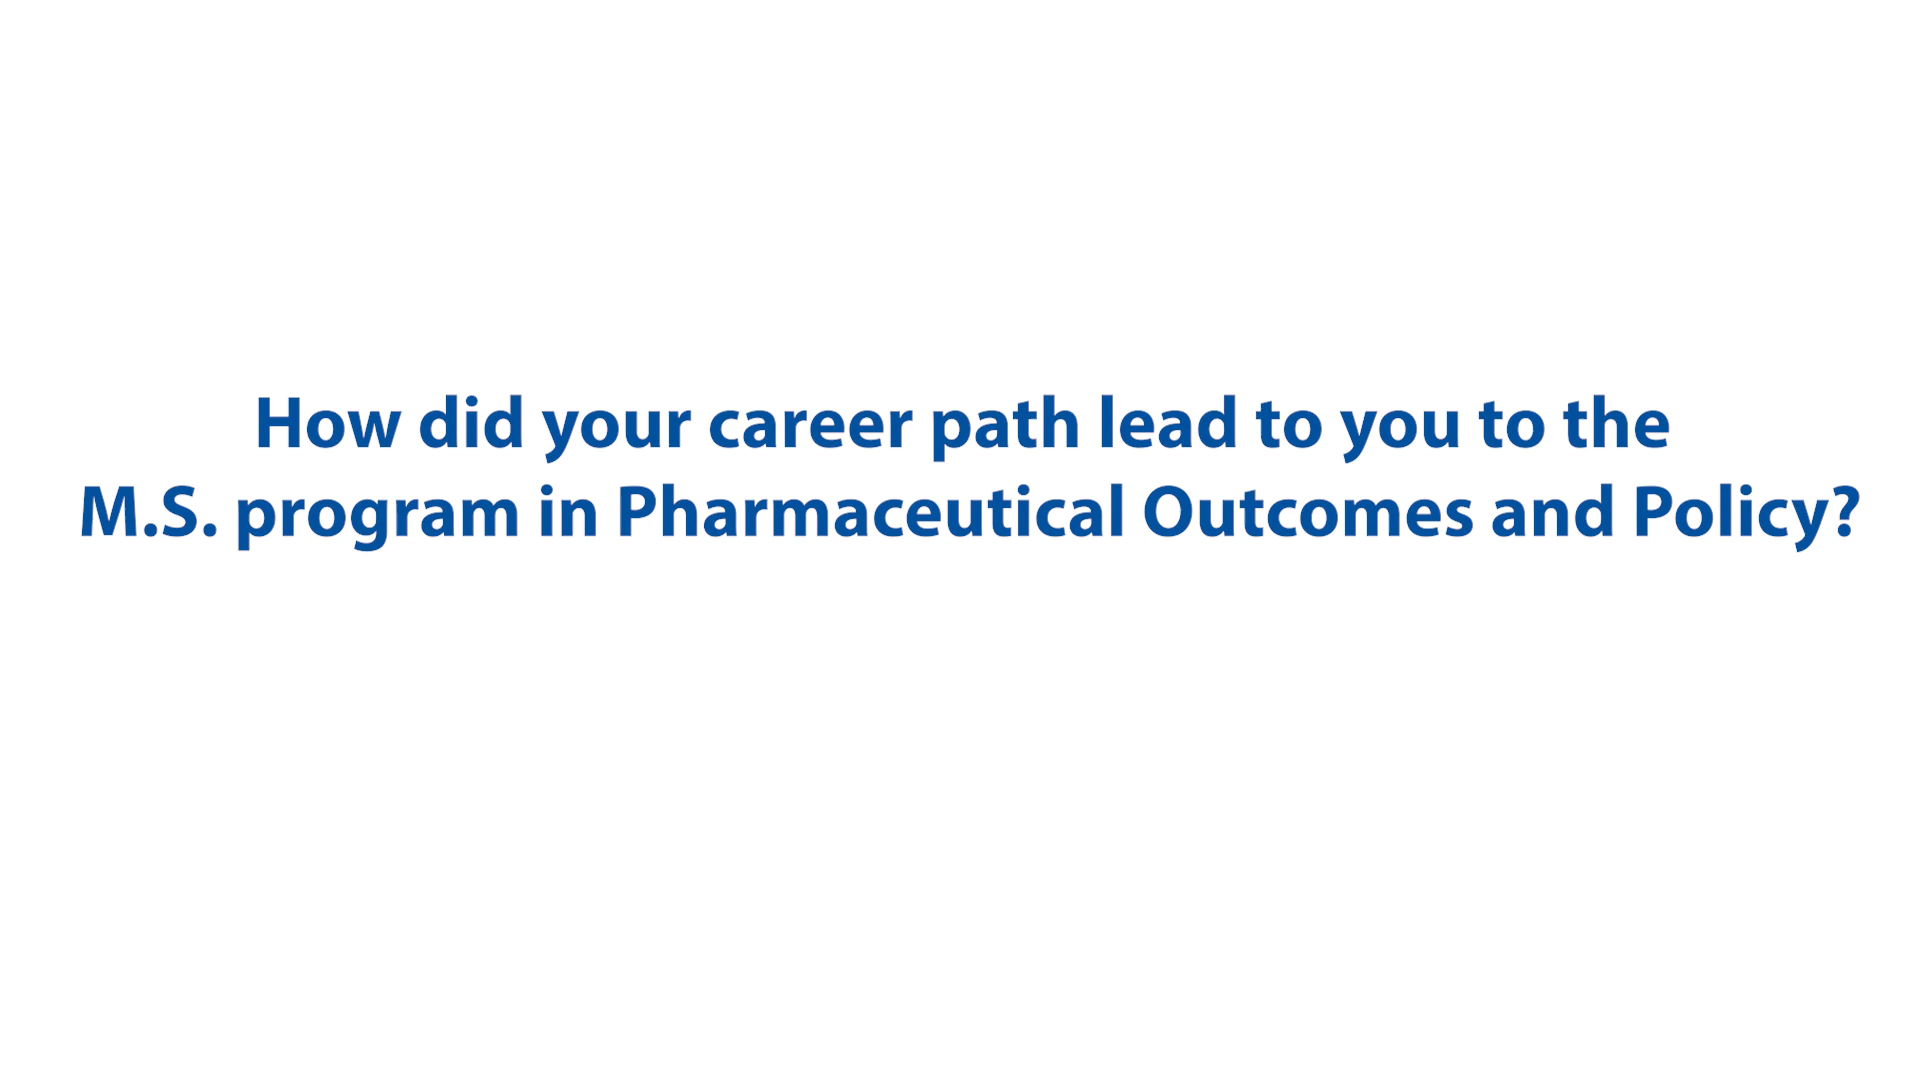 How did your career path lead to you to the
M.S. program in Pharmaceutical Outcomes and Policy?